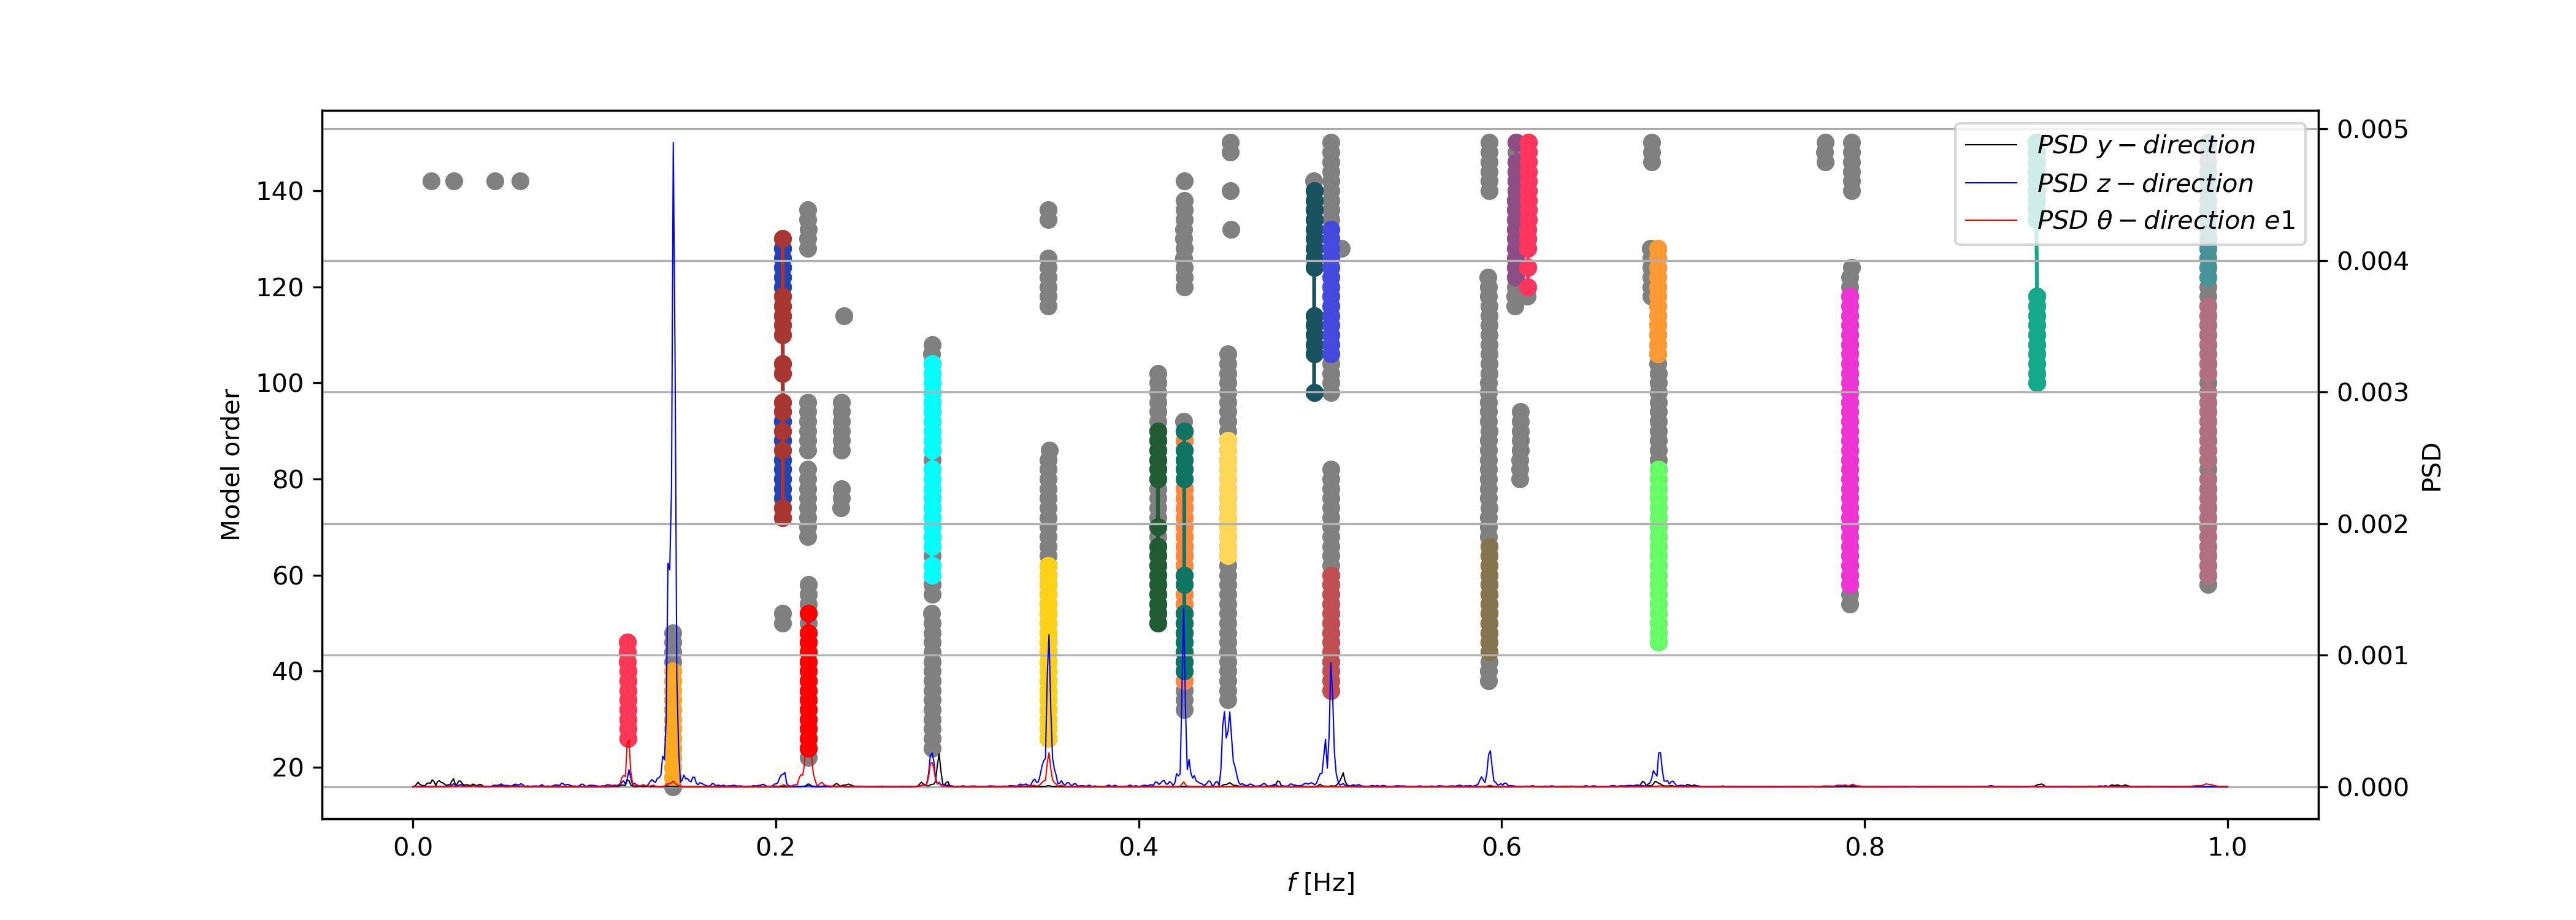 PSD y − direction
PSD z − direction
PSD θ − direction e1
Model order
140
120
100
80
60
40
20
0.005
0.004
0.003
0.002
0.001
0.000
PSD
0.0 0.2 0.4 0.6 0.8 1.0
f [Hz]